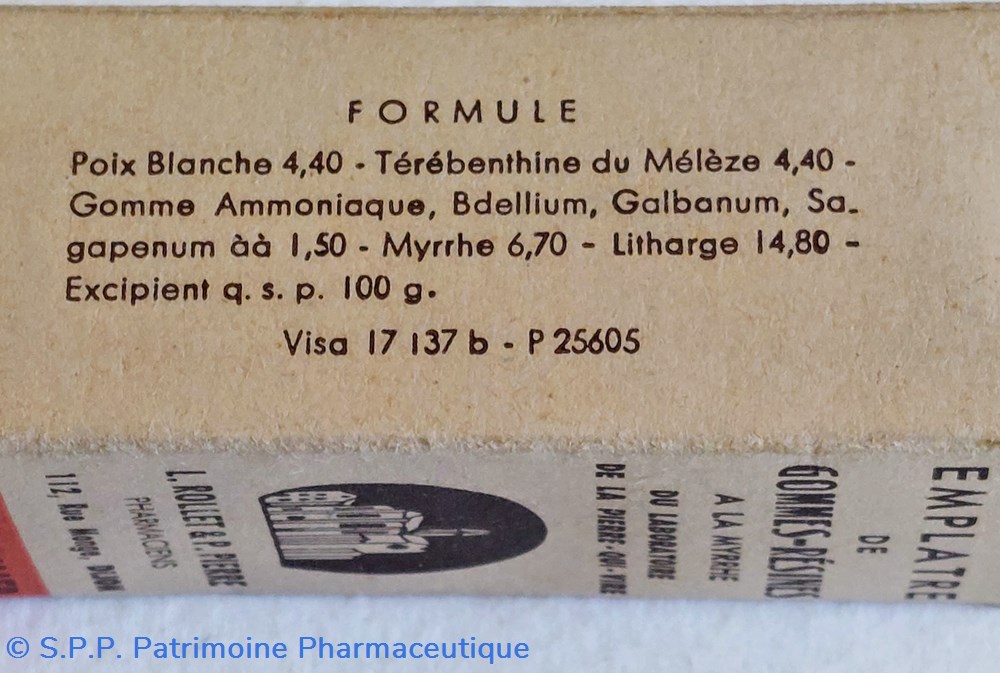 FORMULE
Poix Blanche 4,40 - Térébenthine du Mélèze 4,40 -
Gomme Ammoniaque, Bdellium, Galbanum, Sa-
gapenum àà 1,50 - Myrrhe 6,70 - Litharge 14,80 -
Excipient q. s. p. 100 g.
Visa 17 137 b - P 25605
EMPLATRE
DE
GOMMES-RÉSINES
A LA MYRRHE
DU LABORATOIRE
DE LA PIERRE-QUI-VIRE
L. ROLLET & P. PIERRE
PHARMACIENS
112, Rue Monge, DIJON
© S.P.P. Patrimoine Pharmaceutique